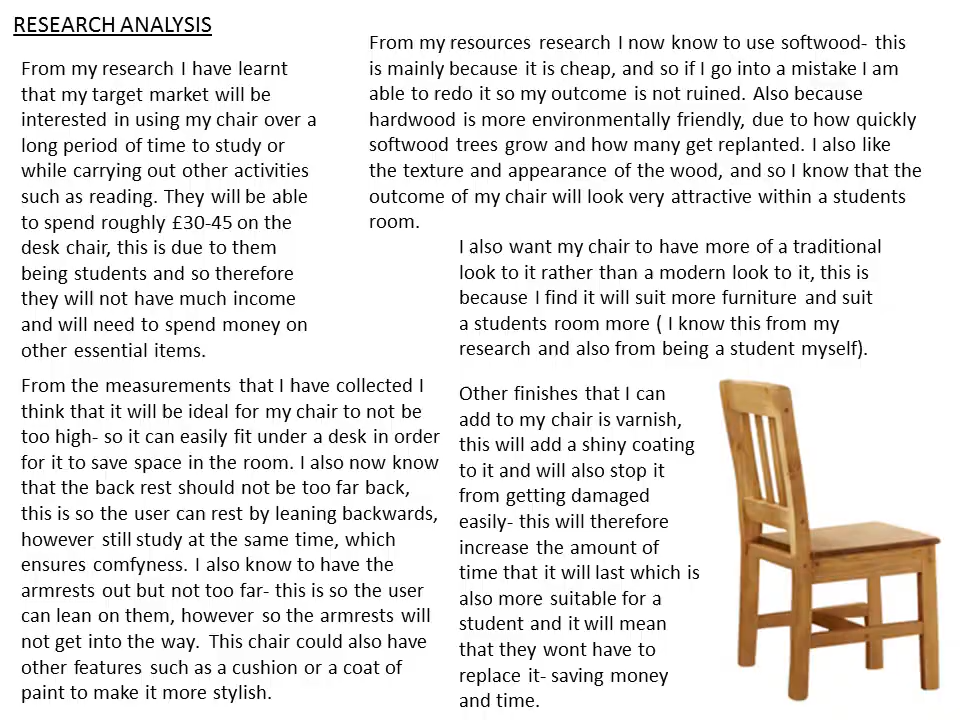 RESEARCH ANALYSIS
From my research I have learnt
that my target market will be
interested in using my chair over a
long period of time to study or
while carrying out other activities
such as reading. They will be able
to spend roughly £30-45 on the
desk chair, this is due to them
being students and so therefore
they will not have much income
and will need to spend money on
other essential items.
From my resources research I now know to use softwood- this
is mainly because it is cheap, and so if I go into a mistake I am
able to redo it so my outcome is not ruined. Also because
hardwood is more environmentally friendly, due to how quickly
softwood trees grow and how many get replanted. I also like
the texture and appearance of the wood, and so I know that the
outcome of my chair will look very attractive within a students
room.
I also want my chair to have more of a traditional
look to it rather than a modern look to it, this is
because I find it will suit more furniture and suit
a students room more ( I know this from my
research and also from being a student myself).
From the measurements that I have collected I
think that it will be ideal for my chair to not be
too high- so it can easily fit under a desk in order
for it to save space in the room. I also now know
that the back rest should not be too far back,
this is so the user can rest by leaning backwards,
however still study at the same time, which
ensures comfyness. I also know to have the
armrests out but not too far- this is so the user
can lean on them, however so the armrests will
not get into the way. This chair could also have
other features such as a cushion or a coat of
paint to make it more stylish.
Other finishes that I can
add to my chair is varnish,
this will add a shiny coating
to it and will also stop it
from getting damaged
easily- this will therefore
increase the amount of
time that it will last which is
also more suitable for a
student and it will mean
that they wont have to
replace it- saving money
and time.